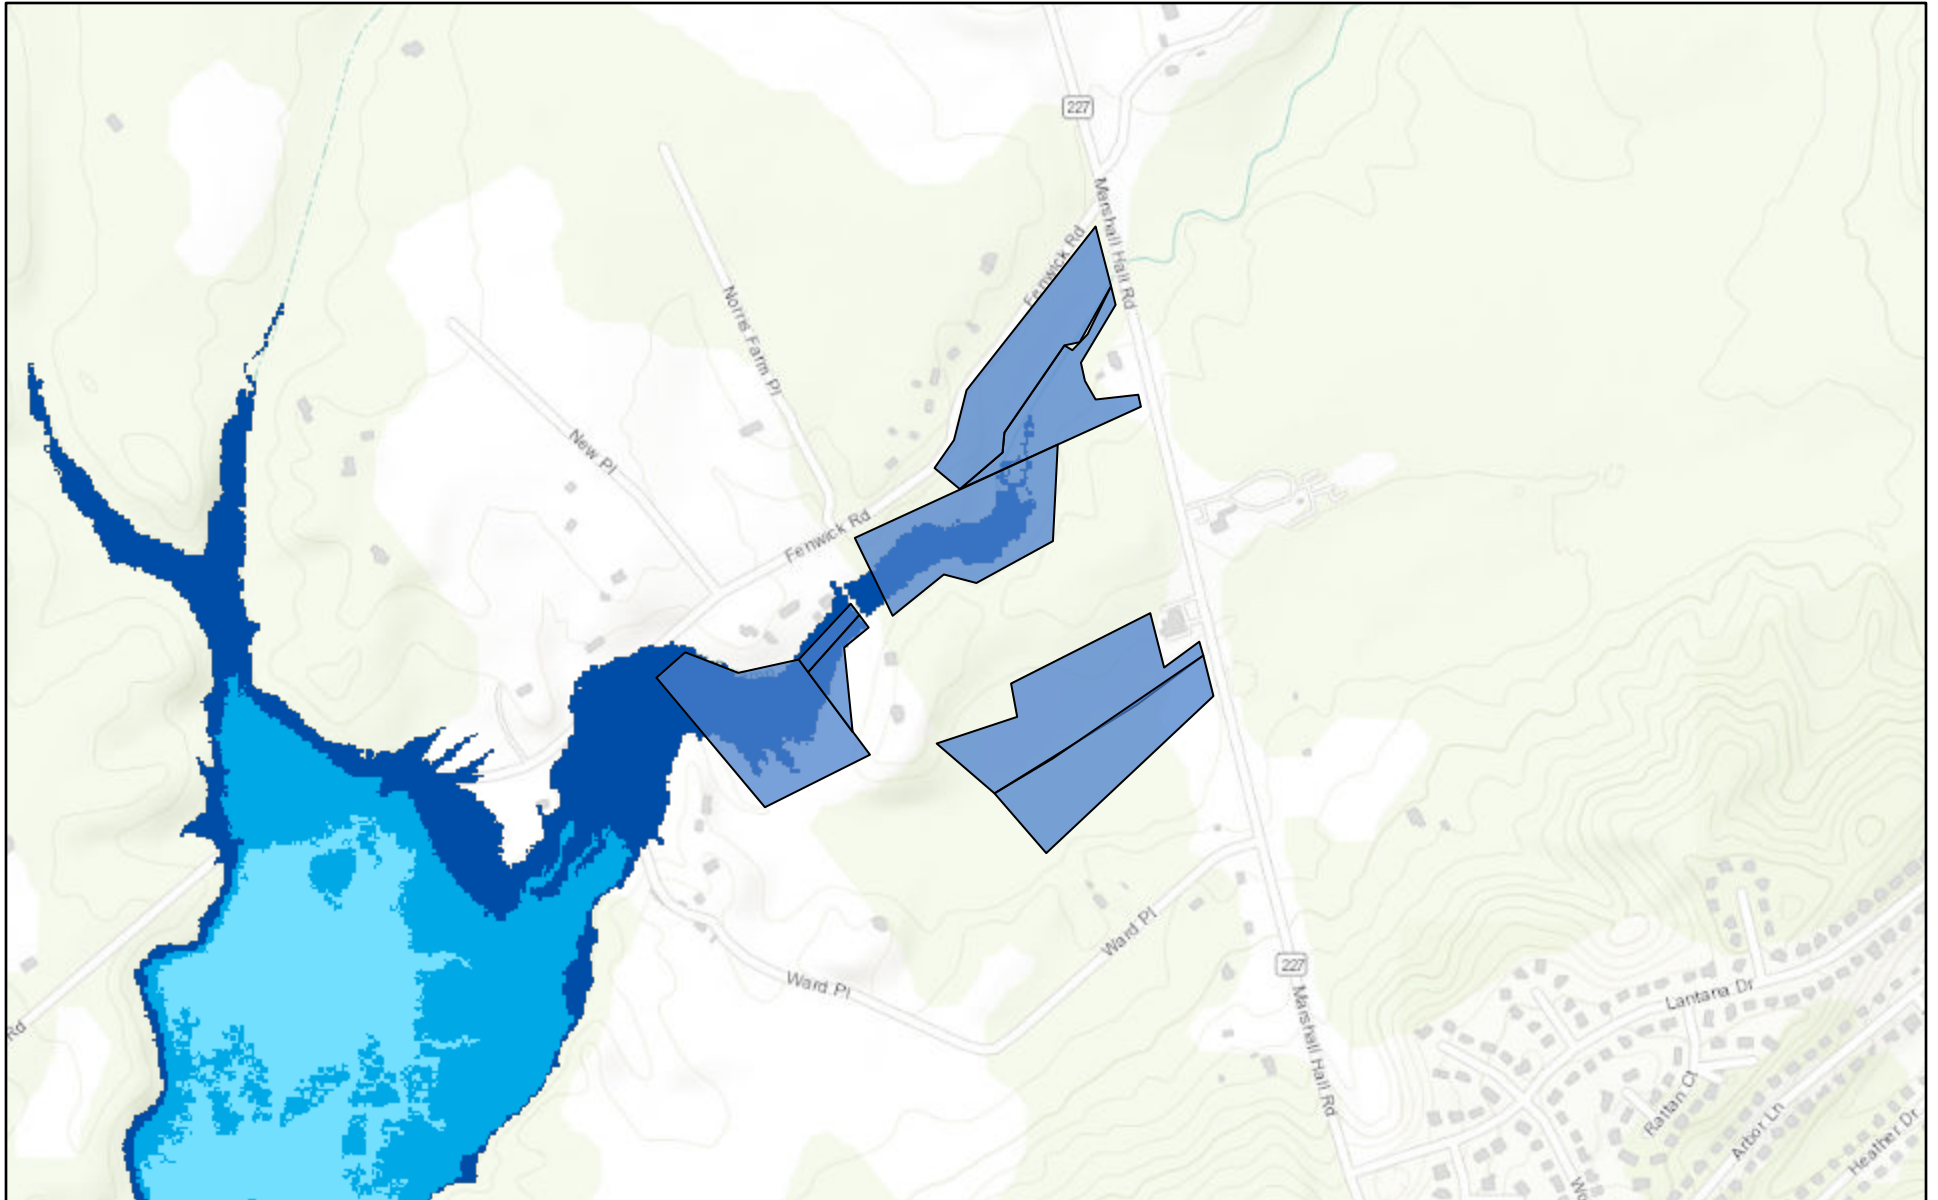 227
Marshall Hall Rd
Fenwick Rd
Norris Farm Pl
New Pl
Fenwick Rd
Ward Pl
Ward Pl
227
Marshall Hall Rd
Lantana Dr
Rd
Rattan Ct
Arbor Ln
Heather Dr